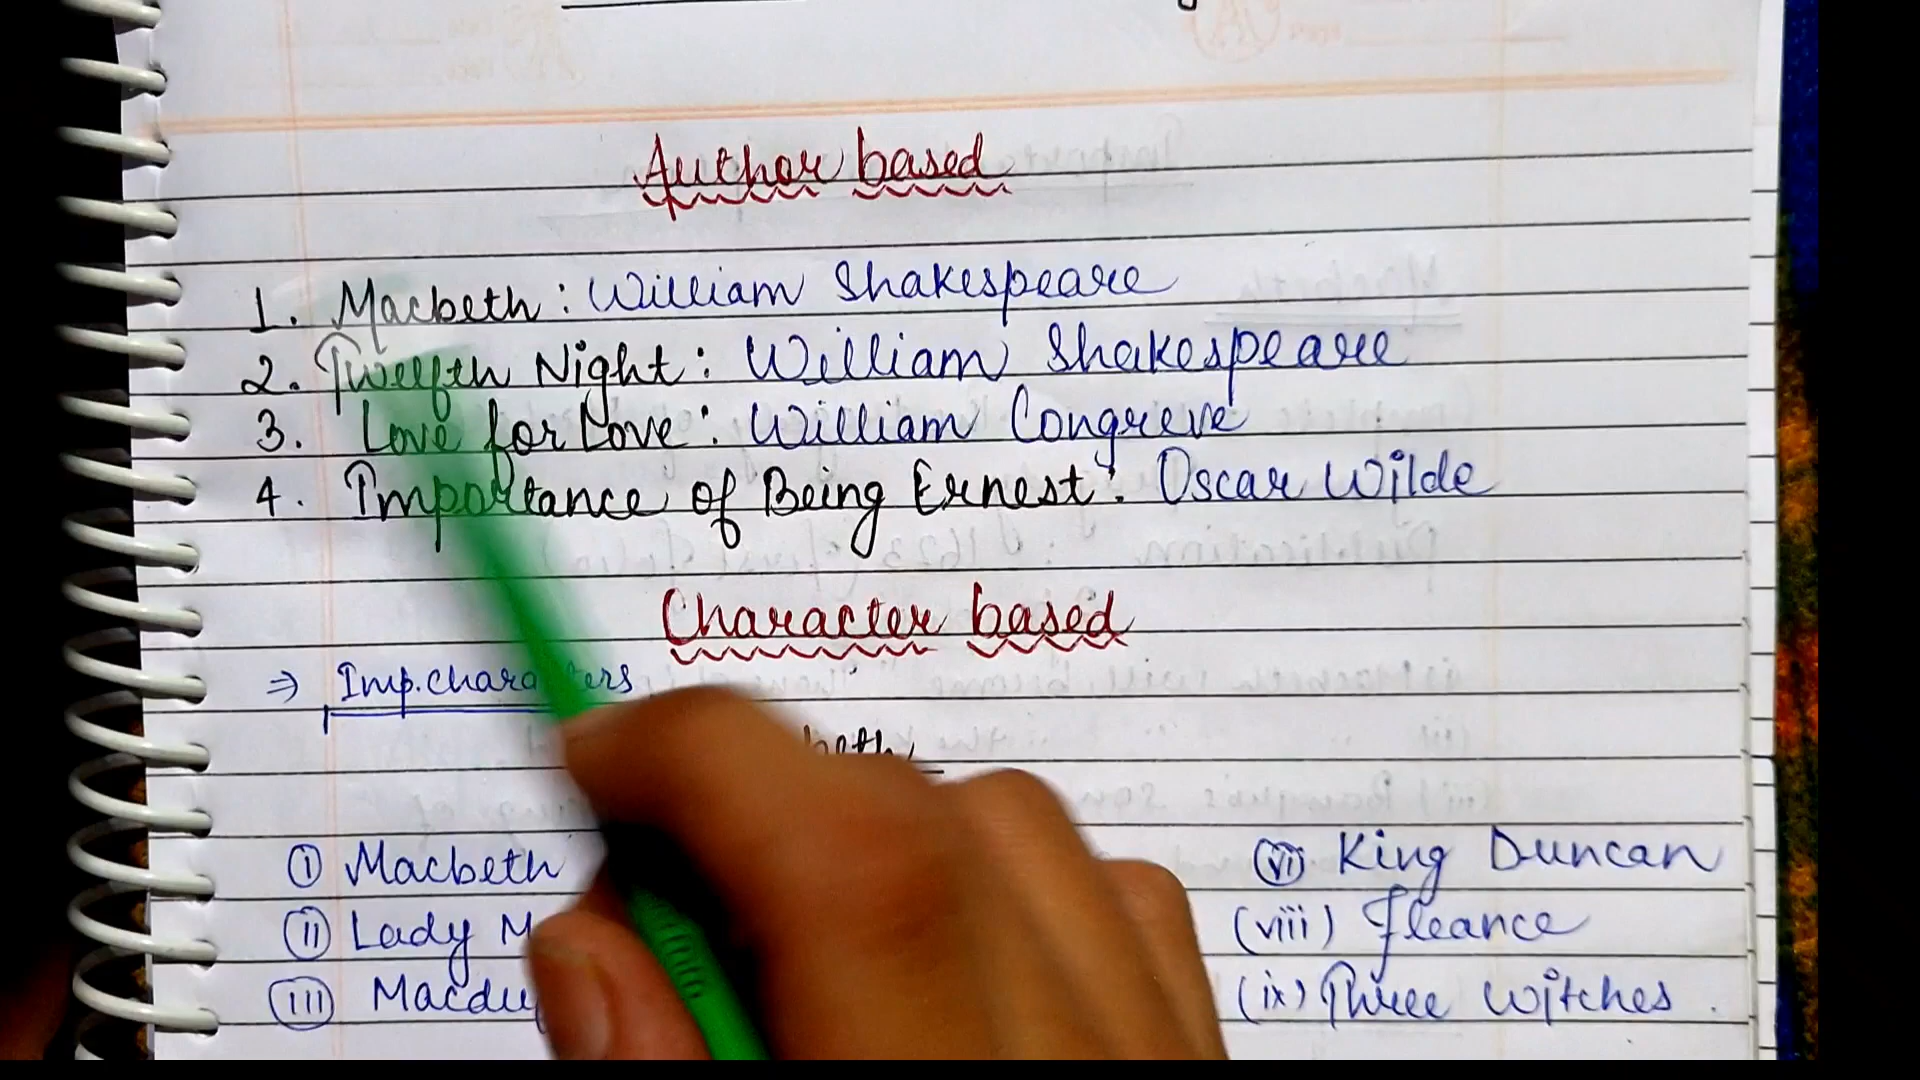 Author based
1. Macbeth : William Shakespeare
2. Twelfth Night : William Shakespeare
3. Love for Love : William Congreve
4. Importance of Being Ernest : Oscar Wilde
Character based
⇒ Imp. characters
beth
(i) Macbeth
(ii) Lady M
(iii) Macdu
(vii) King Duncan
(viii) Fleance
(ix) Three Witches.